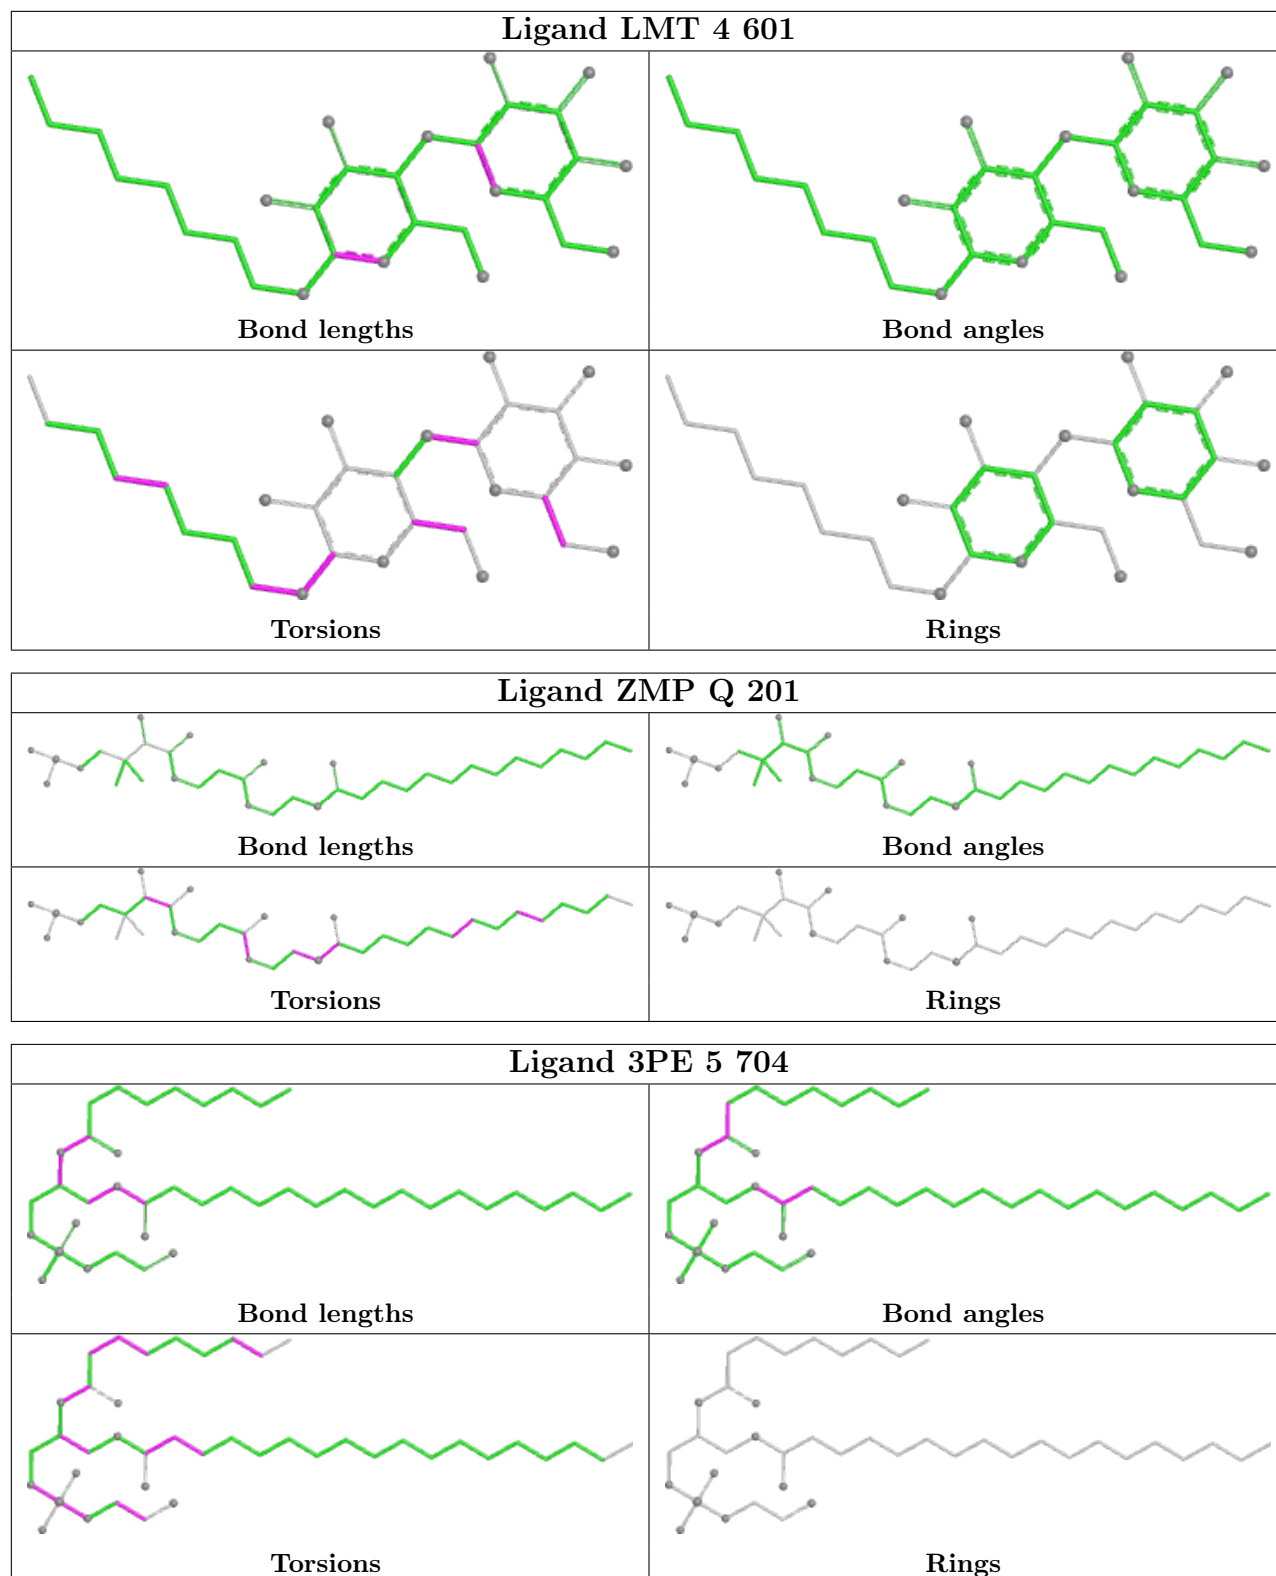 Ligand LMT 4 601
Bond lengths
Bond angles
Torsions
Rings
Ligand ZMP Q 201
Bond lengths
Bond angles
Torsions
Rings
Ligand 3PE 5 704
Bond lengths
Bond angles
Torsions
Rings